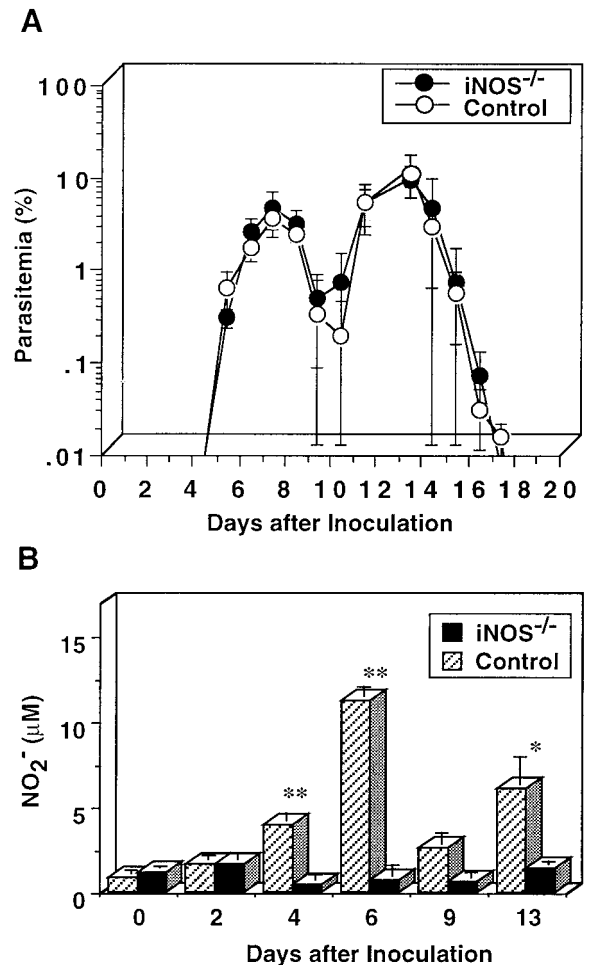 A
100
10
1
.1
.01
Parasitemia (%)
iNOS-/-
Control
0 2 4 6 8 10 12 14 16 18 20
Days after Inoculation
B
15
10
5
0
NO2- (μM)
iNOS-/-
Control
**
**
*
0 2 4 6 9 13
Days after Inoculation